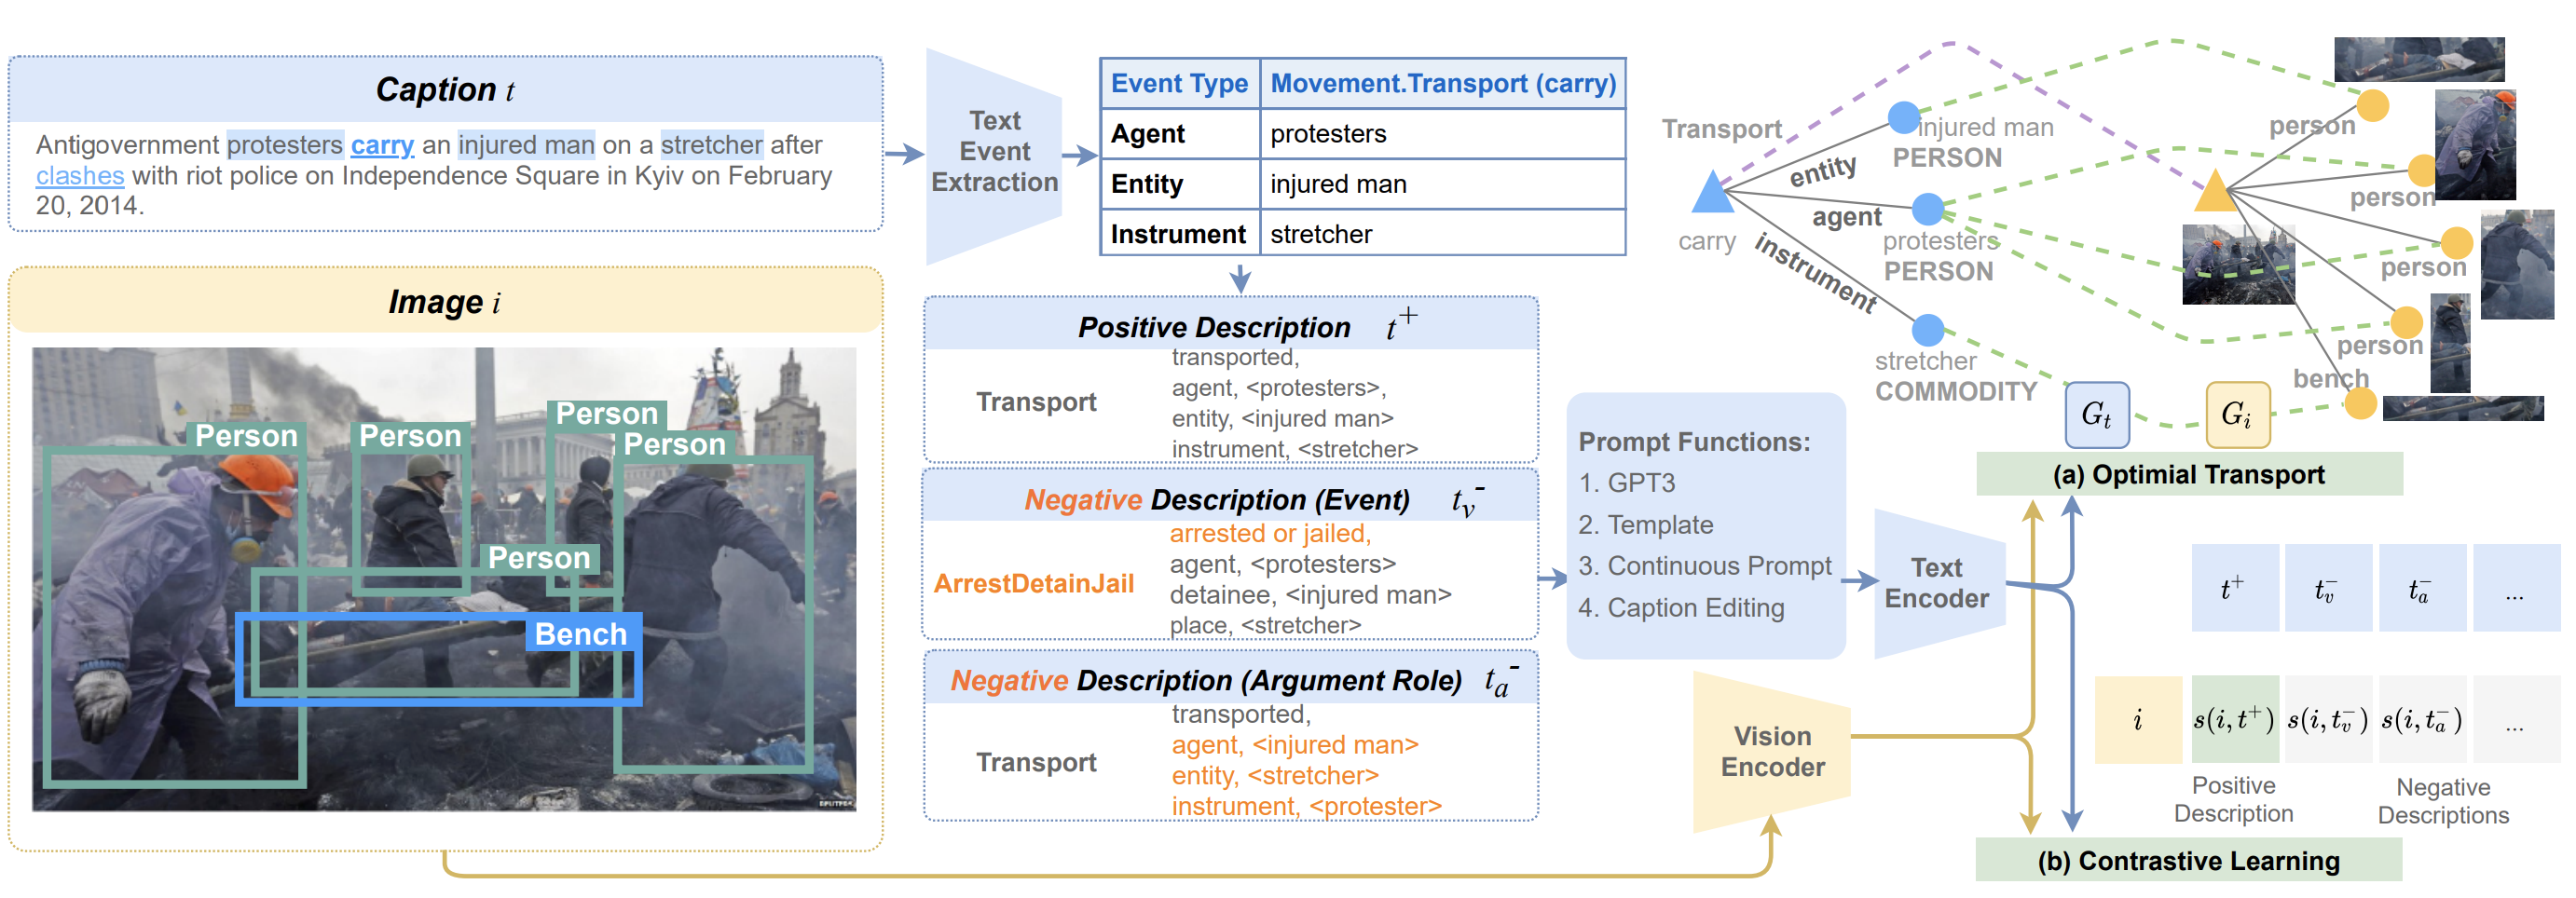 Caption t
Antigovernment protesters carry an injured man on a stretcher after
clashes with riot police on Independence Square in Kyiv on February
20, 2014.
Image i
Person
Person
Person
Person
Person
Bench
Text
Event
Extraction
Event Type Movement.Transport (carry)
Agent protesters
Entity injured man
Instrument stretcher
Positive Description t+
Transport
transported,
agent, <protesters>,
entity, <injured man>
instrument, <stretcher>
Negative Description (Event) t_v^-
ArrestDetainJail
arrested or jailed,
agent, <protesters>
detainee, <injured man>
place, <stretcher>
Negative Description (Argument Role) t_a^-
Transport
transported,
agent, <injured man>
entity, <stretcher>
instrument, <protester>
Prompt Functions:
1. GPT3
2. Template
3. Continuous Prompt
4. Caption Editing
Text
Encoder
Vision
Encoder
Transport
carry
entity
agent
instrument
injured man
PERSON
protesters
PERSON
stretcher
COMMODITY
person
person
person
person
bench
G_t
G_i
(a) Optimial Transport
t^+ t_v^- t_a^- ...
i s(i, t^+) s(i, t_v^-) s(i, t_a^-) ...
Positive
Description
Negative
Descriptions
(b) Contrastive Learning